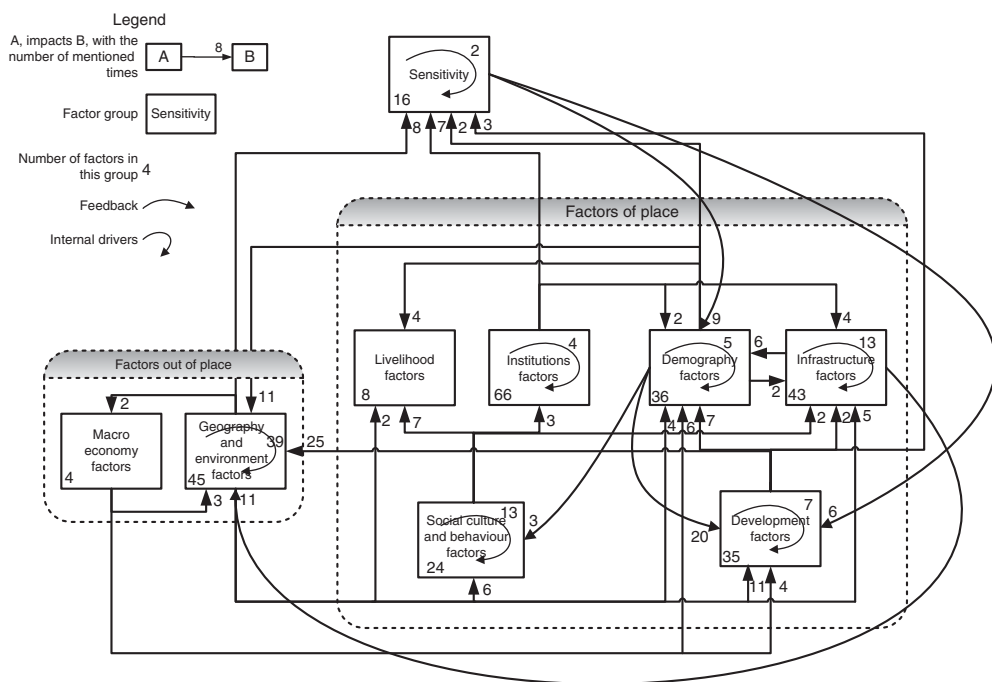 Legend
A, impacts B, with the
number of mentioned
times
A
8
B
Factor group
Sensitivity
Number of factors in
this group
4
Feedback
Internal drivers
2
Sensitivity
16
8
7
2
3
Factors of place
4
2
9
4
Livelihood
factors
8
4
Institutions
factors
66
5
Demography
factors
36
6
2
13
Infrastructure
factors
43
2
7
3
4
6
7
2
2
5
Factors out of place
2
11
Macro
economy
factors
4
Geography
and
environment
factors
39
45
25
3
11
13
Social culture
and behaviour
factors
24
3
6
20
7
Development
factors
35
6
11
4